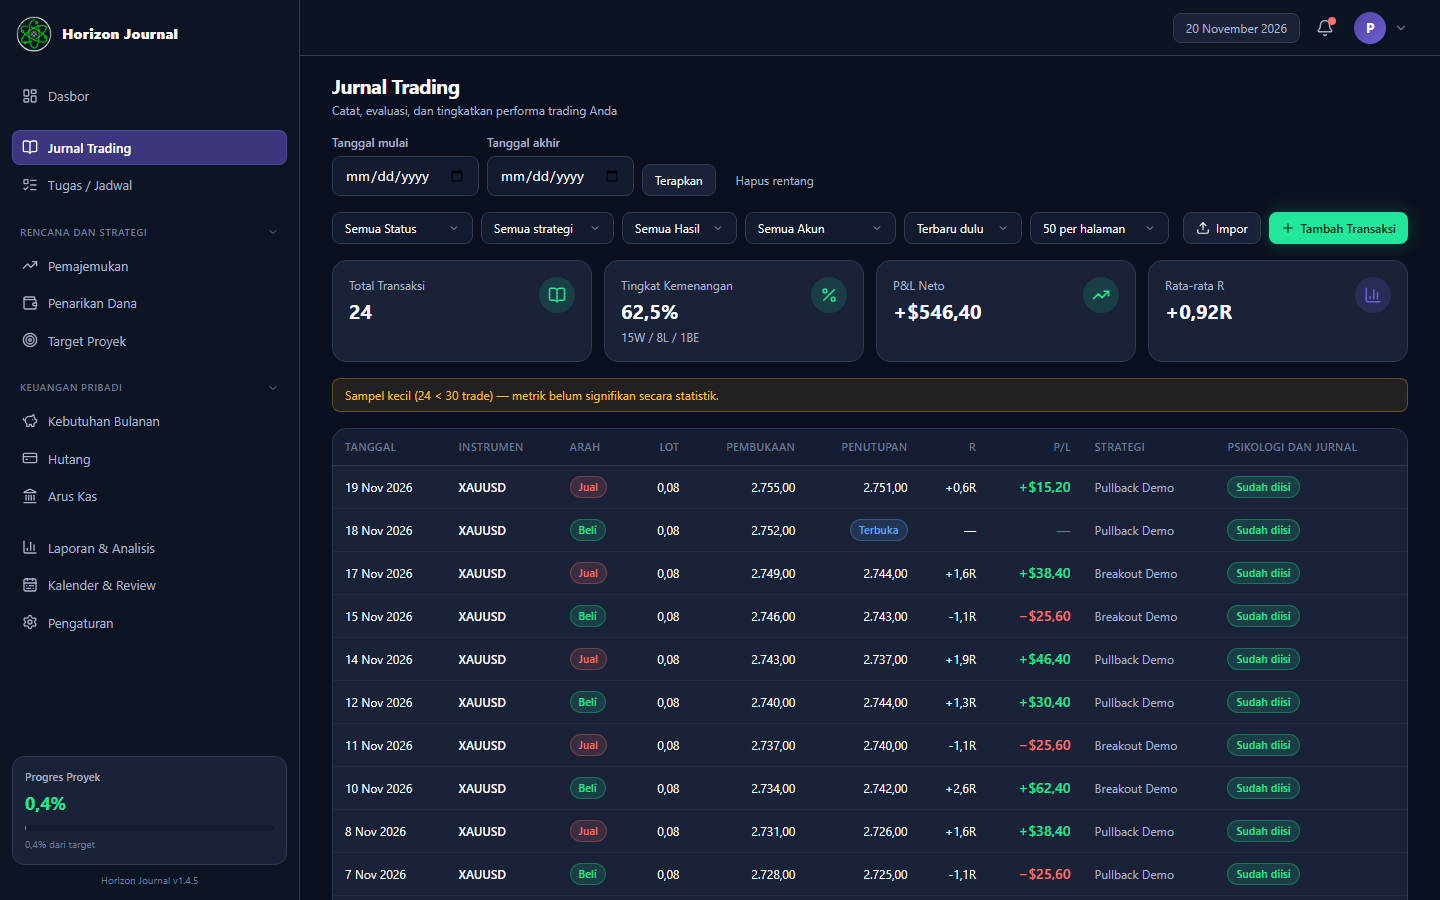 Horizon Journal
20 November 2026
P
Dasbor
Jurnal Trading
Tugas / Jadwal
RENCANA DAN STRATEGI
Pemajemukan
Penarikan Dana
Target Proyek
KEUANGAN PRIBADI
Kebutuhan Bulanan
Hutang
Arus Kas
Laporan & Analisis
Kalender & Review
Pengaturan
Progres Proyek
0,4%
0,4% dari target
Horizon Journal v1.4.5
Jurnal Trading
Catat, evaluasi, dan tingkatkan performa trading Anda
Tanggal mulai Tanggal akhir
mm/dd/yyyy mm/dd/yyyy Terapkan Hapus rentang
Semua Status Semua strategi Semua Hasil Semua Akun Terbaru dulu 50 per halaman Impor + Tambah Transaksi
Total Transaksi
24
Tingkat Kemenangan
62,5%
15W / 8L / 1BE
P&L Neto
+$546,40
Rata-rata R
+0,92R
Sampel kecil (24 < 30 trade) — metrik belum signifikan secara statistik.
TANGGAL INSTRUMEN ARAH LOT PEMBUKAAN PENUTUPAN R P/L STRATEGI PSIKOLOGI DAN JURNAL
19 Nov 2026 XAUUSD Jual 0,08 2.755,00 2.751,00 +0,6R +$15,20 Pullback Demo Sudah diisi
18 Nov 2026 XAUUSD Beli 0,08 2.752,00 Terbuka — — Pullback Demo Sudah diisi
17 Nov 2026 XAUUSD Jual 0,08 2.749,00 2.744,00 +1,6R +$38,40 Breakout Demo Sudah diisi
15 Nov 2026 XAUUSD Beli 0,08 2.746,00 2.743,00 -1,1R −$25,60 Breakout Demo Sudah diisi
14 Nov 2026 XAUUSD Jual 0,08 2.743,00 2.737,00 +1,9R +$46,40 Pullback Demo Sudah diisi
12 Nov 2026 XAUUSD Beli 0,08 2.740,00 2.744,00 +1,3R +$30,40 Pullback Demo Sudah diisi
11 Nov 2026 XAUUSD Jual 0,08 2.737,00 2.740,00 -1,1R −$25,60 Breakout Demo Sudah diisi
10 Nov 2026 XAUUSD Beli 0,08 2.734,00 2.742,00 +2,6R +$62,40 Breakout Demo Sudah diisi
8 Nov 2026 XAUUSD Jual 0,08 2.731,00 2.726,00 +1,6R +$38,40 Pullback Demo Sudah diisi
7 Nov 2026 XAUUSD Beli 0,08 2.728,00 2.725,00 -1,1R −$25,60 Pullback Demo Sudah diisi